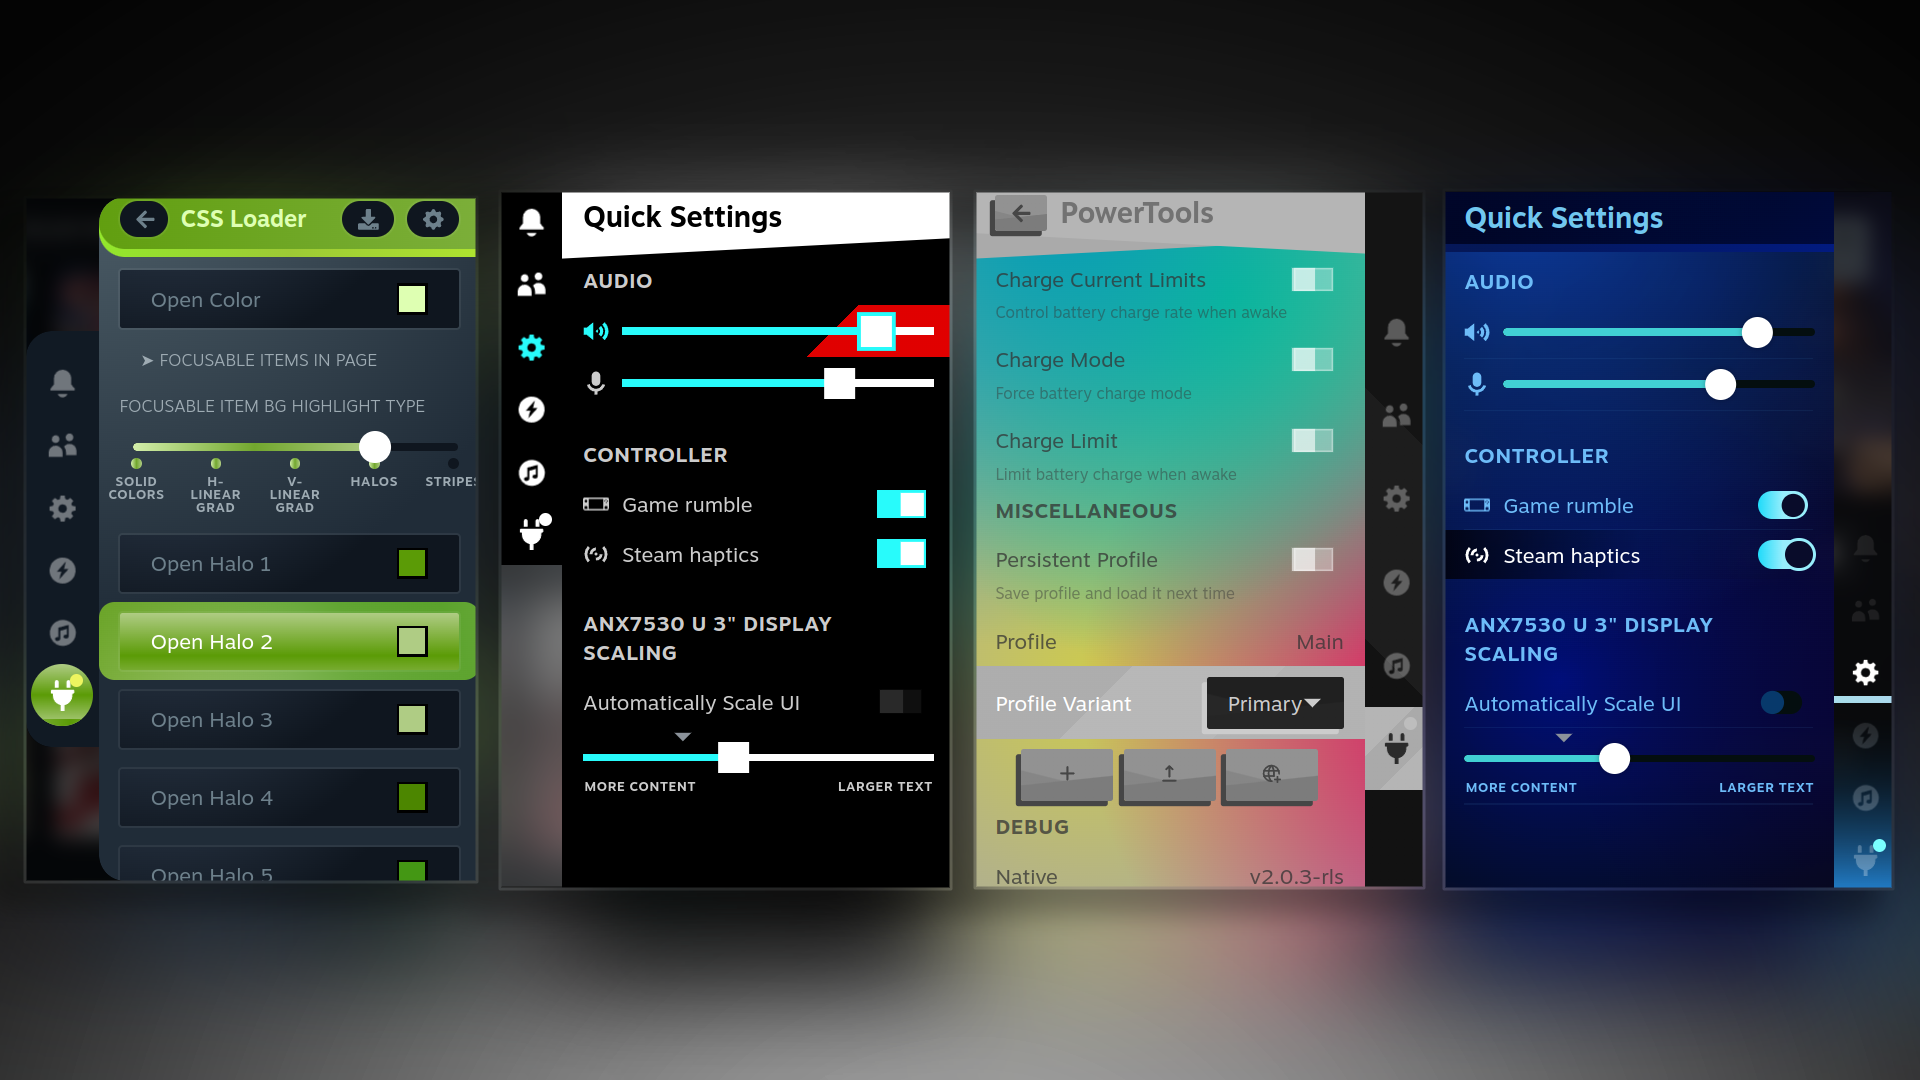 CSS Loader
Open Color
➤ FOCUSABLE ITEMS IN PAGE
FOCUSABLE ITEM BG HIGHLIGHT TYPE
SOLID COLORS
H-LINEAR GRAD
V-LINEAR GRAD
HALOS
STRIPES
Open Halo 1
Open Halo 2
Open Halo 3
Open Halo 4
Open Halo 5
Quick Settings
AUDIO
CONTROLLER
Game rumble
Steam haptics
ANX7530 U 3" DISPLAY
SCALING
Automatically Scale UI
MORE CONTENT LARGER TEXT
PowerTools
Charge Current Limits
Control battery charge rate when awake
Charge Mode
Force battery charge mode
Charge Limit
Limit battery charge when awake
MISCELLANEOUS
Persistent Profile
Save profile and load it next time
Profile Main
Profile Variant Primary
DEBUG
Native v2.0.3-rls
Quick Settings
AUDIO
CONTROLLER
Game rumble
Steam haptics
ANX7530 U 3" DISPLAY
SCALING
Automatically Scale UI
MORE CONTENT LARGER TEXT